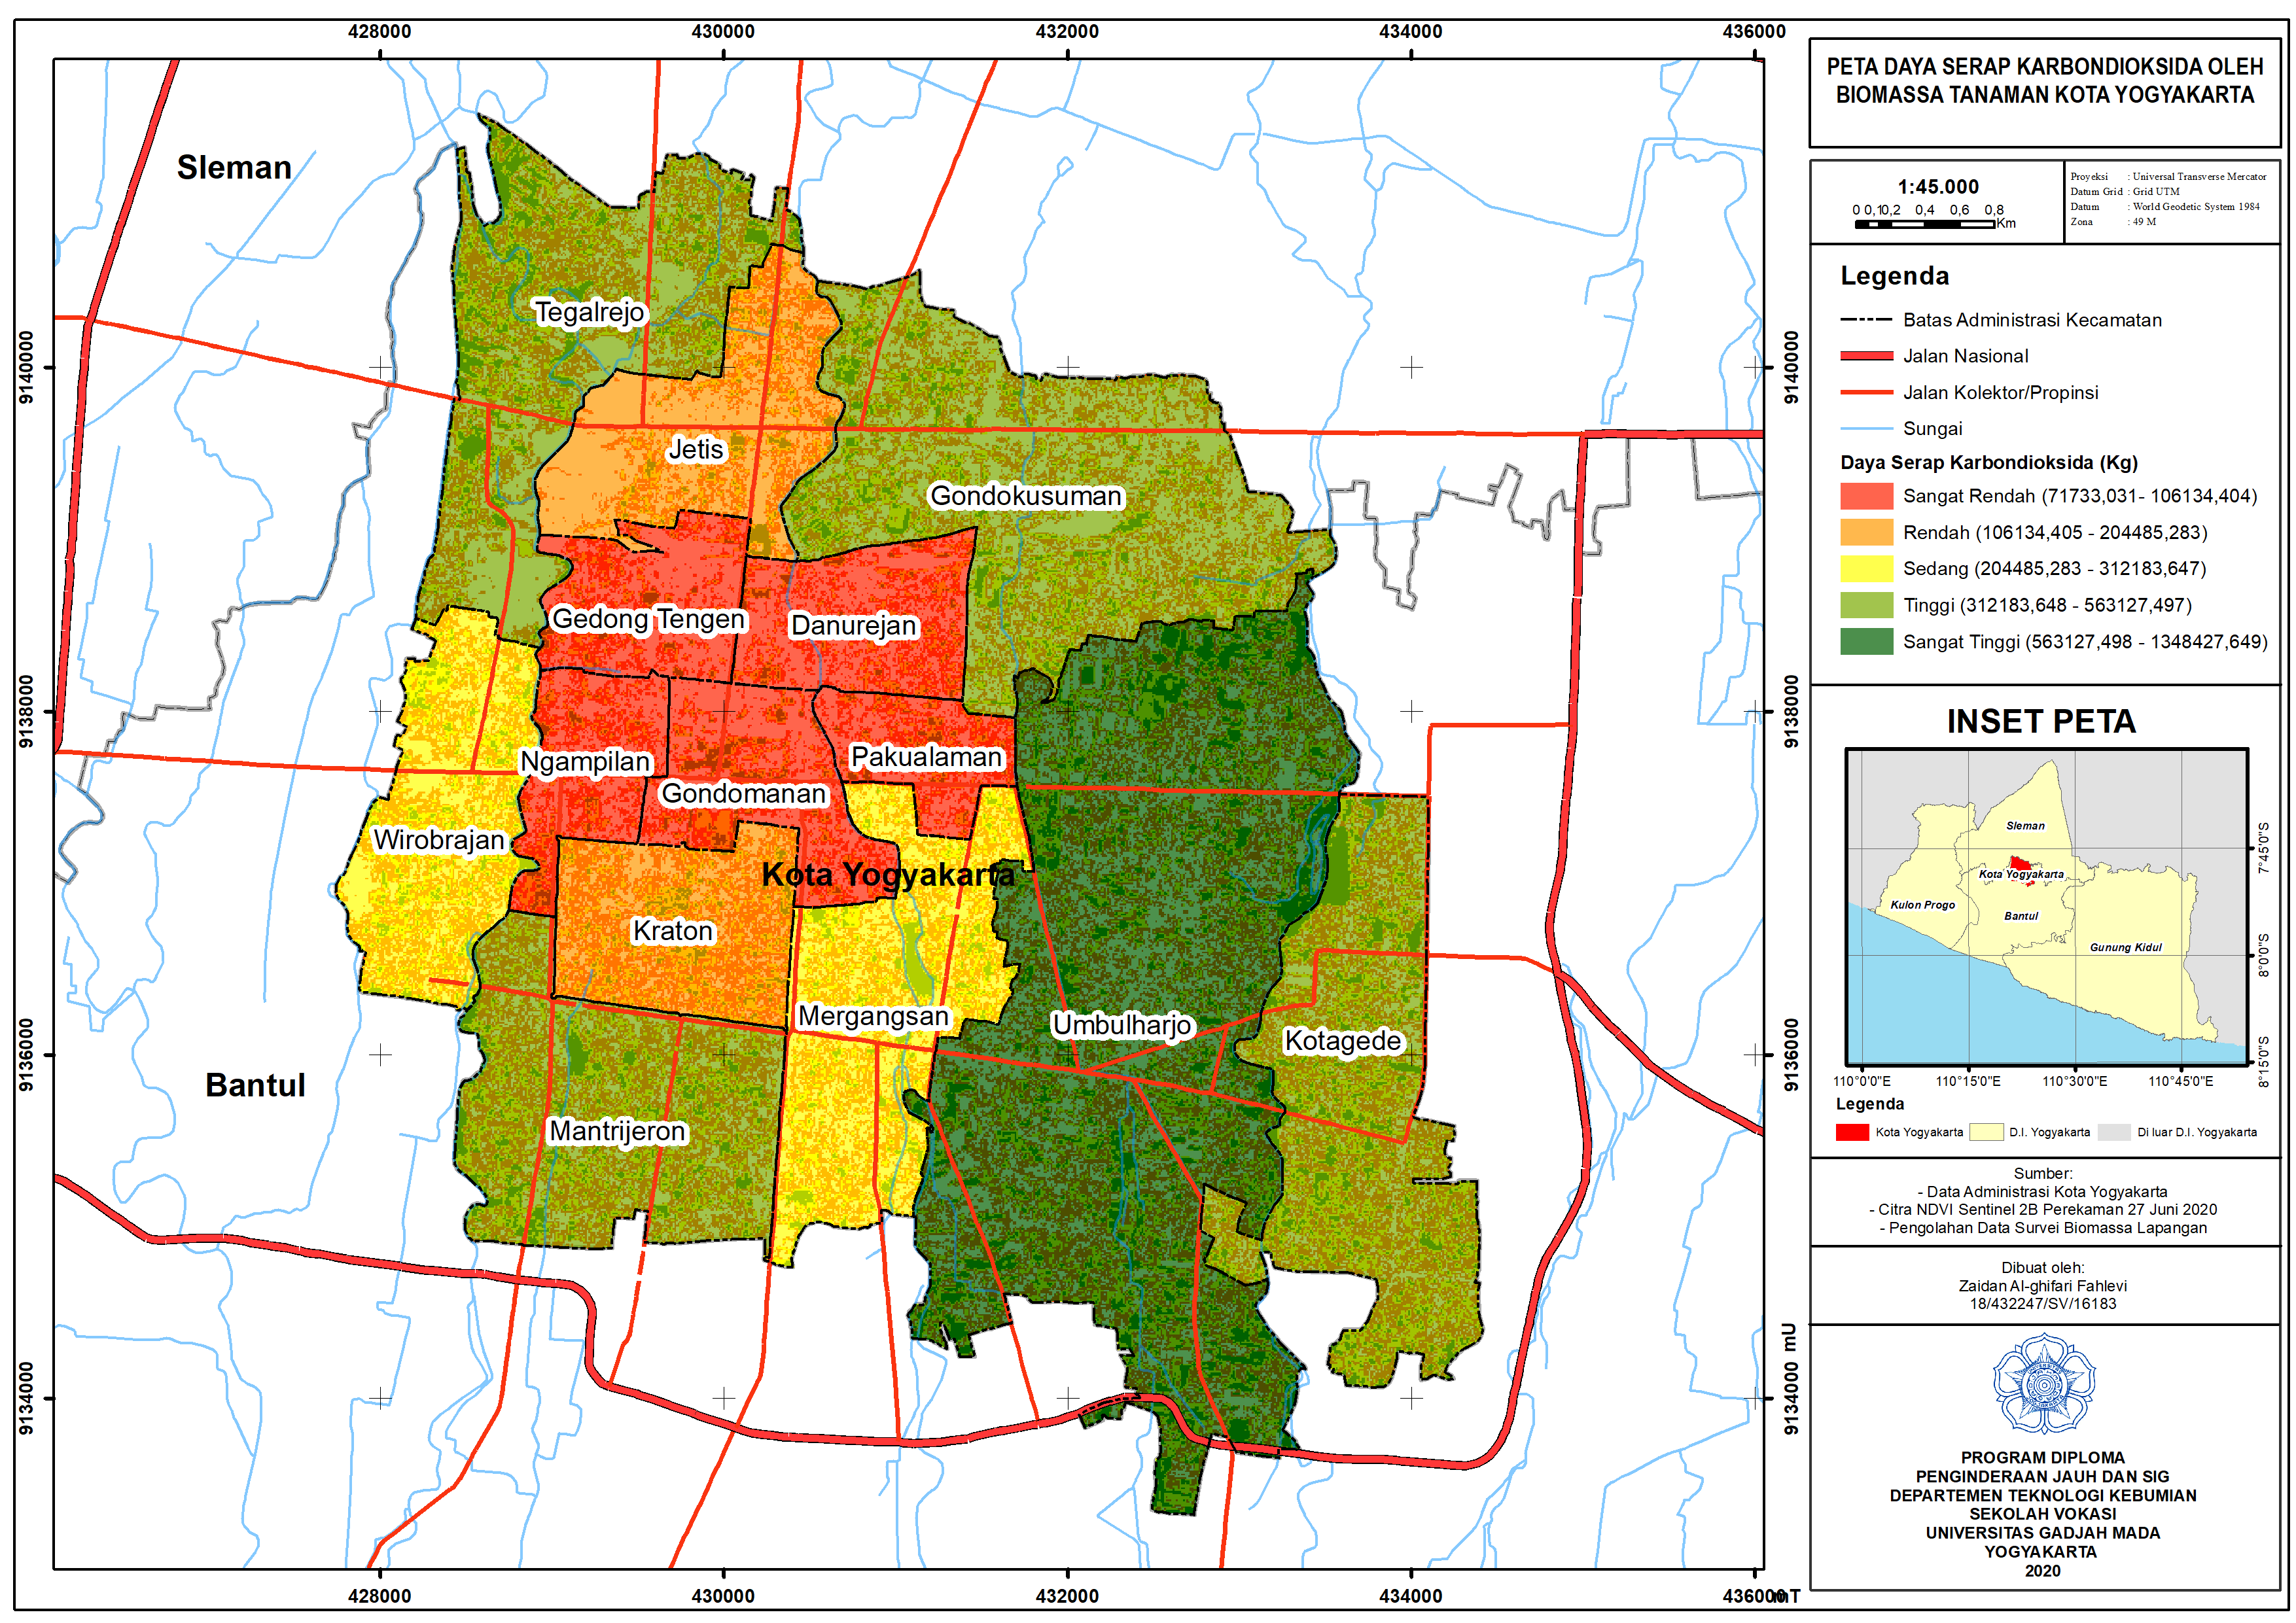 428000
430000
432000
434000
436000
PETA DAYA SERAP KARBONDIOKSIDA OLEH
BIOMASSA TANAMAN KOTA YOGYAKARTA
1:45.000
0 0,10,2 0,4 0,6 0,8
Km
Proyeksi : Universal Transverse Mercator
Datum Grid : Grid UTM
Datum : World Geodetic System 1984
Zona : 49 M
Legenda
Batas Administrasi Kecamatan
Jalan Nasional
Jalan Kolektor/Propinsi
Sungai
Daya Serap Karbondioksida (Kg)
Sangat Rendah (71733,031- 106134,404)
Rendah (106134,405 - 204485,283)
Sedang (204485,283 - 312183,647)
Tinggi (312183,648 - 563127,497)
Sangat Tinggi (563127,498 - 1348427,649)
INSET PETA
Sleman
Kota Yogyakarta
Kulon Progo
Bantul
Gunung Kidul
7°45'0"S
8°0'0"S
8°15'0"S
110°0'0"E
110°15'0"E
110°30'0"E
110°45'0"E
Legenda
Kota Yogyakarta
D.I. Yogyakarta
Di luar D.I. Yogyakarta
Sumber:
- Data Administrasi Kota Yogyakarta
- Citra NDVI Sentinel 2B Perekaman 27 Juni 2020
- Pengolahan Data Survei Biomassa Lapangan
Dibuat oleh:
Zaidan Al-ghifari Fahlevi
18/432247/SV/16183
PROGRAM DIPLOMA
PENGINDERAAN JAUH DAN SIG
DEPARTEMEN TEKNOLOGI KEBUMIAN
SEKOLAH VOKASI
UNIVERSITAS GADJAH MADA
YOGYAKARTA
2020
Sleman
Tegalrejo
Jetis
Gondokusuman
Gedong Tengen
Danurejan
Ngampilan
Pakualaman
Gondomanan
Wirobrajan
Kota Yogyakarta
Kraton
Mergangsan
Umbulharjo
Kotagede
Bantul
Mantrijeron
9140000
9138000
9136000
9134000
9140000
9138000
9136000
9134000 mU
428000
430000
432000
434000
436000 mT